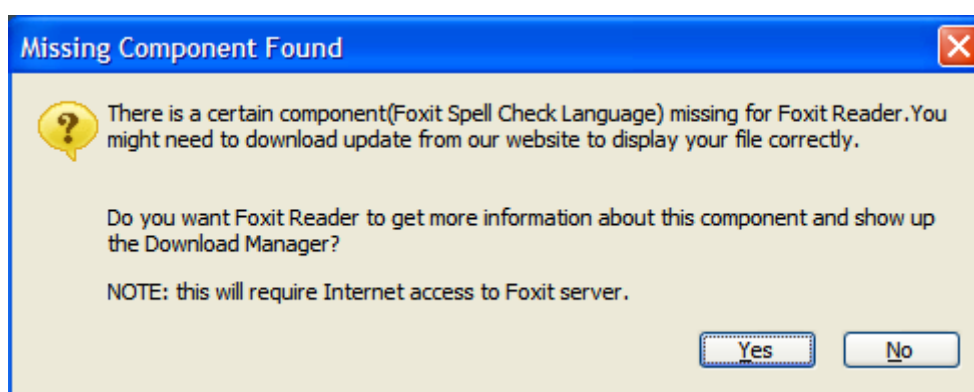 Missing Component Found
There is a certain component(Foxit Spell Check Language) missing for Foxit Reader.You
might need to download update from our website to display your file correctly.
Do you want Foxit Reader to get more information about this component and show up
the Download Manager?
NOTE: this will require Internet access to Foxit server.
Yes No